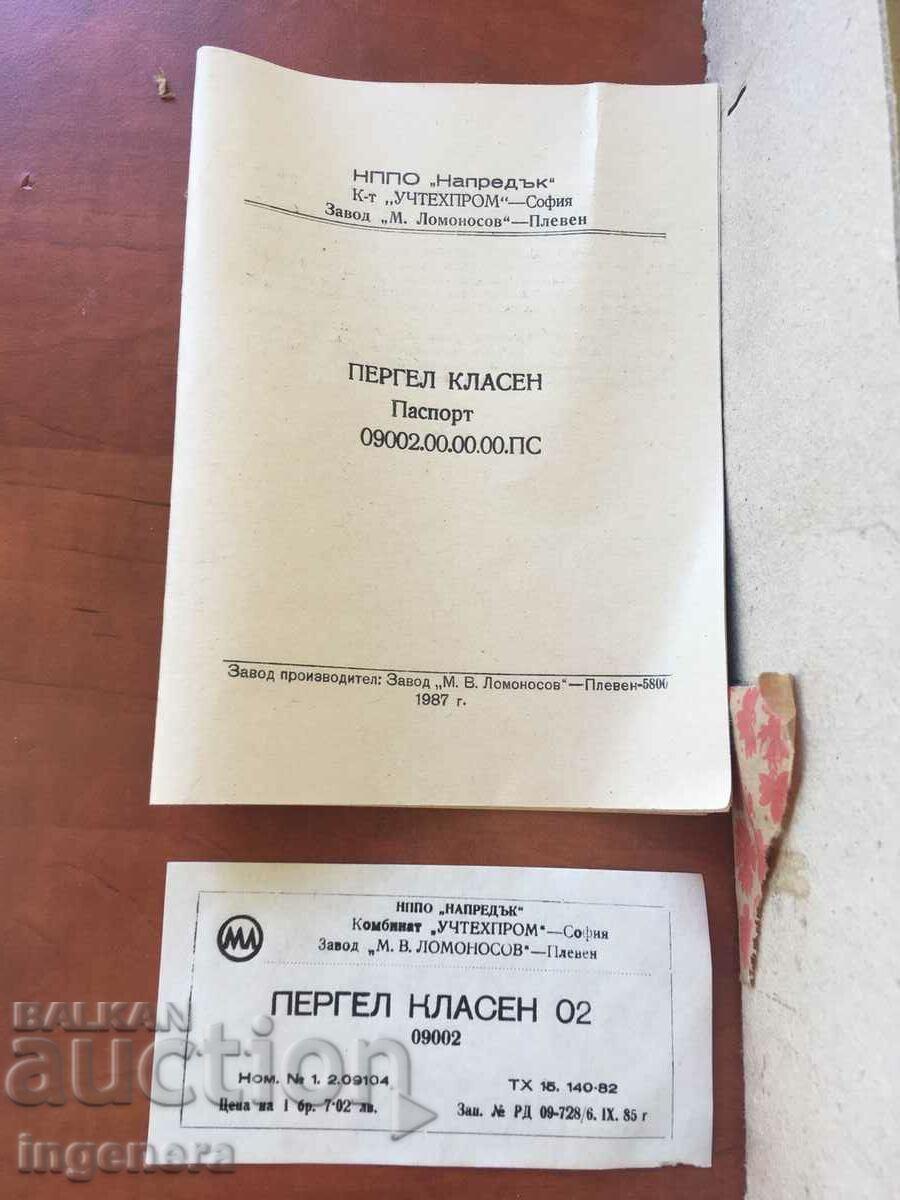 НППО „Напредък“
К-т „УЧТЕХПРОМ“—София
Завод „М. Ломоносов“—Плевен
ПЕРГЕЛ КЛАСЕН
Паспорт
09002.00.00.00.ПС
Завод производител: Завод „М. В. Ломоносов“—Плевен-5800
1987 г.
НППО „НАПРЕДЪК“
Комбинат „УЧТЕХПРОМ“—София
Завод „М. В. ЛОМОНОСОВ“—Плевен
МЛ
ПЕРГЕЛ КЛАСЕН 02
09002
Ном. № 1. 2.09104
ТХ 15. 140-82
Цена на 1 бр. 7·02 лв.
Зап. № РД 09-728/6. IX. 85 г
BALKAN
auction
ingenera